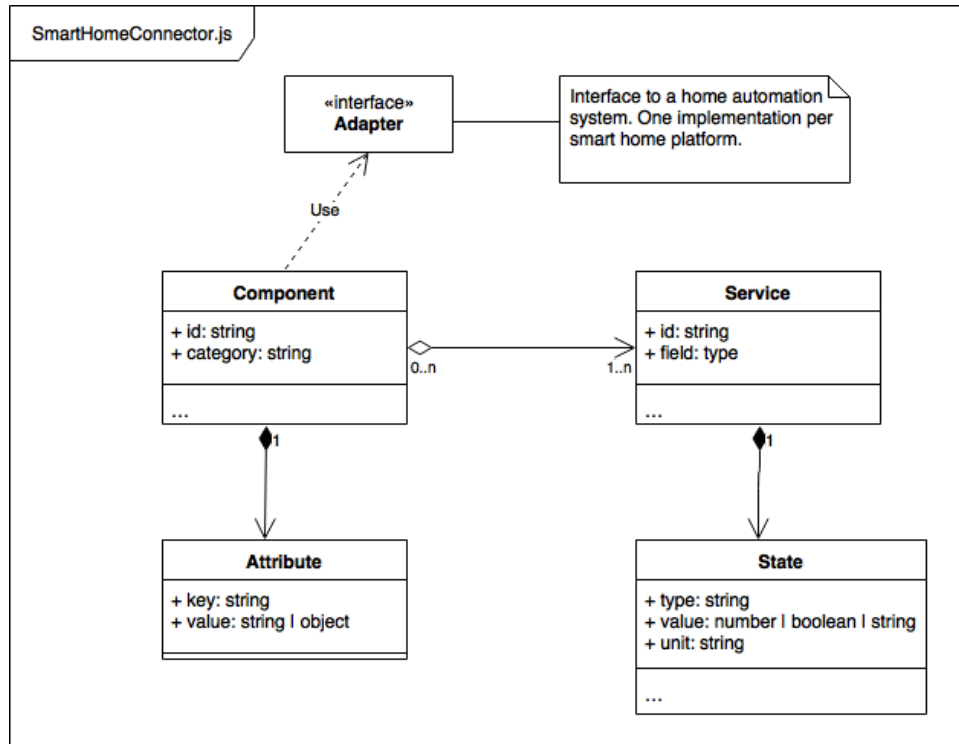 SmartHomeConnector.js
«interface»
Adapter
Interface to a home automation
system. One implementation per
smart home platform.
Use
Component
+ id: string
+ category: string
...
0..n
1..n
Service
+ id: string
+ field: type
...
1
1
Attribute
+ key: string
+ value: string | object
State
+ type: string
+ value: number | boolean | string
+ unit: string
...